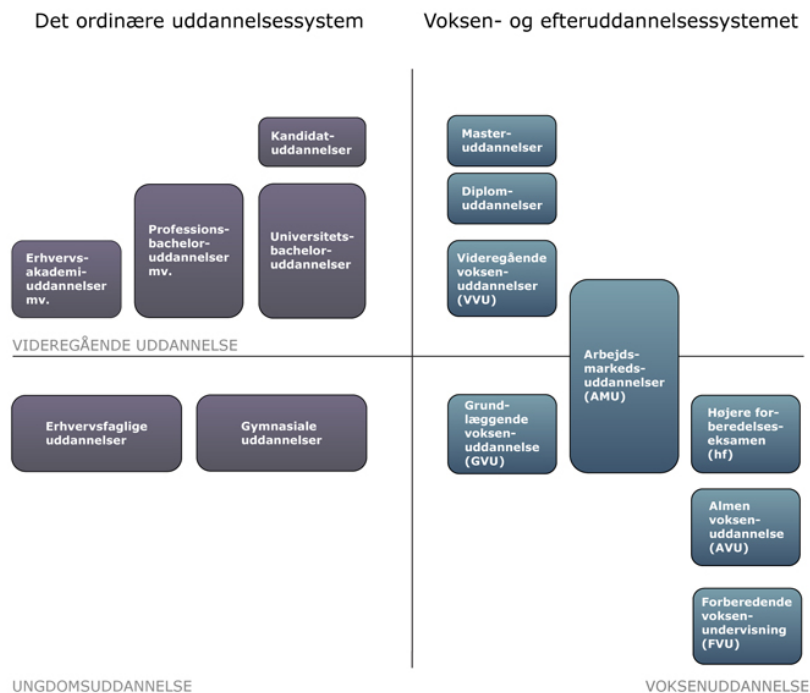 Det ordinære uddannelsessystem
Voksen- og efteruddannelsessystemet
Kandidat-
uddannelser
Professions-
bachelor-
uddannelser
mv.
Universitets-
bachelor-
uddannelser
Erhvervs-
akademi-
uddannelser
mv.
Master-
uddannelser
Diplom-
uddannelser
Videregående
voksen-
uddannelser
(VVU)
VIDEREGÅENDE UDDANNELSE
Arbejds-
markeds-
uddannelser
(AMU)
Erhvervsfaglige
uddannelser
Gymnasiale
uddannelser
Grund-
læggende
voksen-
uddannelse
(GVU)
Højere for-
beredelses-
eksamen
(hf)
Almen
voksen-
uddannelse
(AVU)
Forberedende
voksen-
undervisning
(FVU)
UNGDOMSUDDANNELSE
VOKSENUDDANNELSE